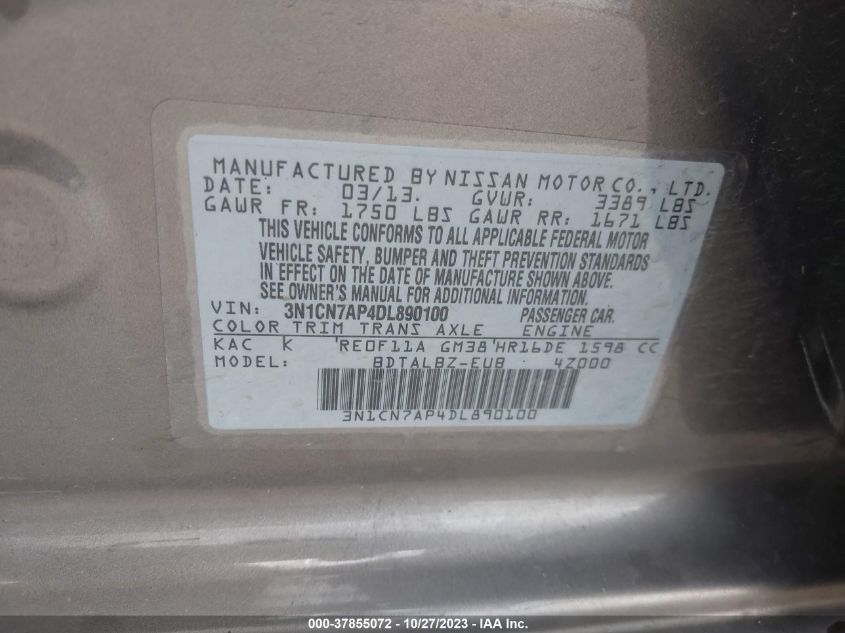 MANUFACTURED BY NISSAN MOTOR CO., LTD.
DATE: 03/13. GVWR: 3389 LBS
GAWR FR: 1750 LBS GAWR RR: 1671 LBS
THIS VEHICLE CONFORMS TO ALL APPLICABLE FEDERAL MOTOR
VEHICLE SAFETY, BUMPER AND THEFT PREVENTION STANDARDS
IN EFFECT ON THE DATE OF MANUFACTURE SHOWN ABOVE.
SEE OWNER'S MANUAL FOR ADDITIONAL INFORMATION.
VIN: 3N1CN7AP4DL890100 PASSENGER CAR.
COLOR TRIM TRANS AXLE ENGINE
KAC K 'RE0F11A GM38'HR16DE 1598 CC
MODEL: BDTALBZ-EUB 4Z000
3N1CN7AP4DL890100
000-37855072 - 10/27/2023 - IAA Inc.